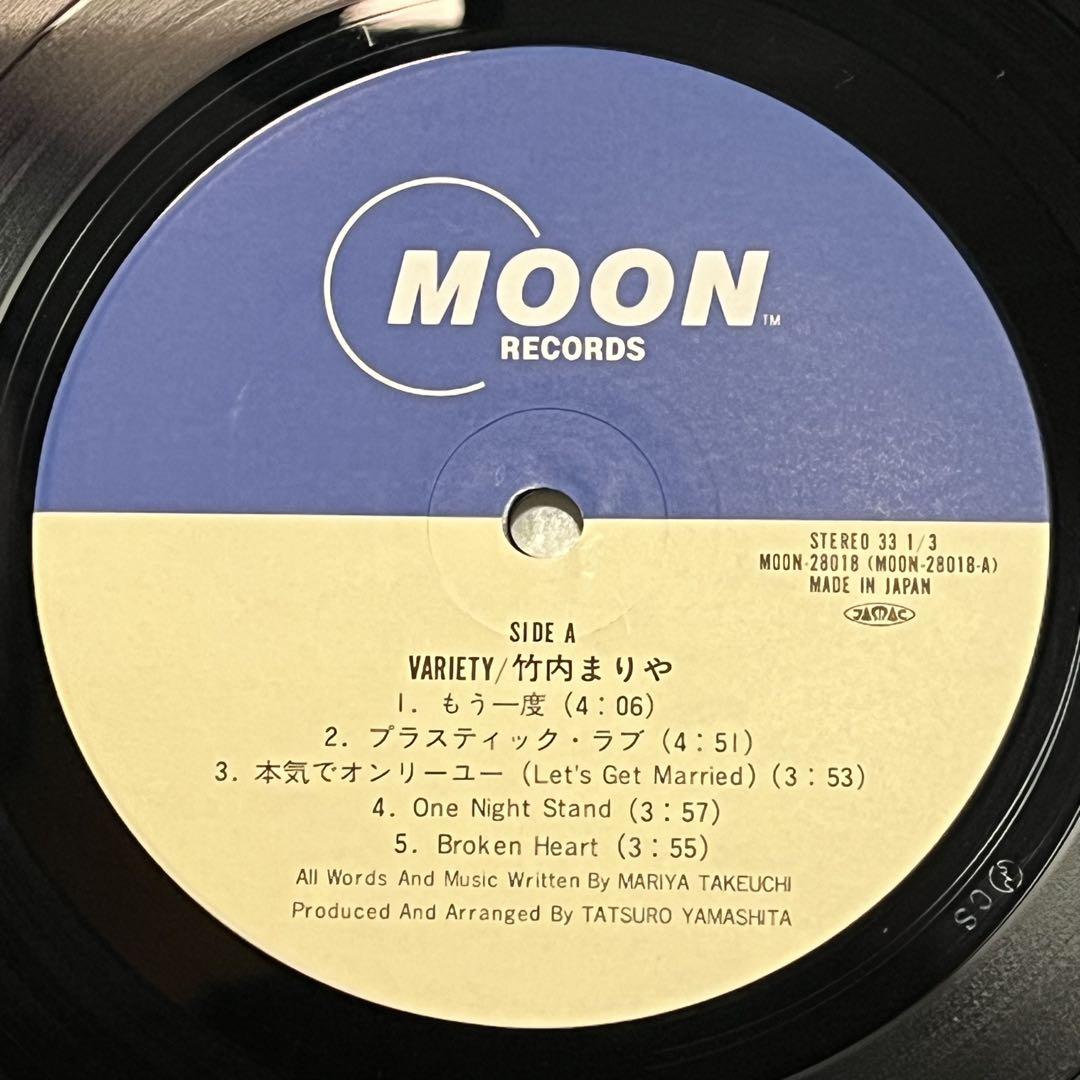 MOON™
RECORDS
STEREO 33 1/3
MOON-28018 (MOON-28018-A)
MADE IN JAPAN
JASRAC
SIDE A
VARIETY/竹内まりや
1. もう一度 (4:06)
2. プラスティック・ラブ (4:51)
3. 本気でオンリーユー (Let's Get Married) (3:53)
4. One Night Stand (3:57)
5. Broken Heart (3:55)
All Words And Music Written By MARIYA TAKEUCHI
Produced And Arranged By TATSURO YAMASHITA
CS